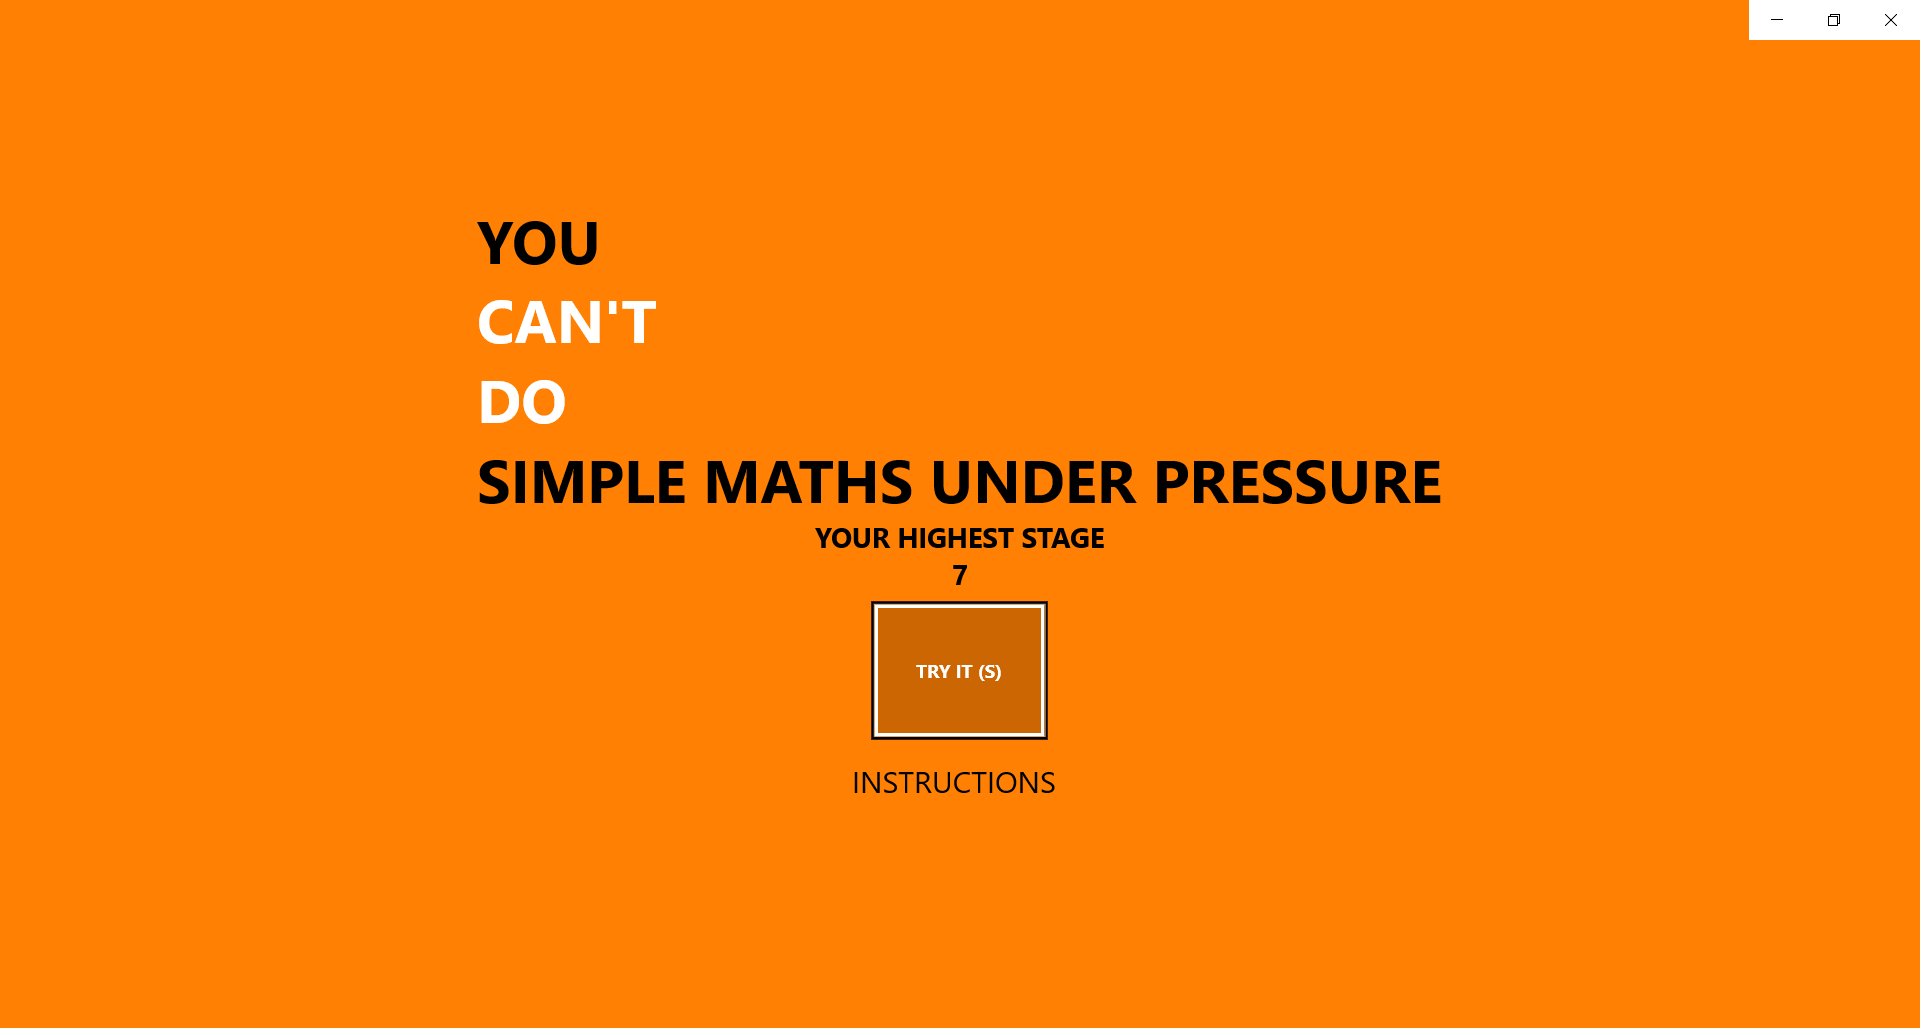 YOU
CAN'T
DO
SIMPLE MATHS UNDER PRESSURE
YOUR HIGHEST STAGE
7
TRY IT (S)
INSTRUCTIONS